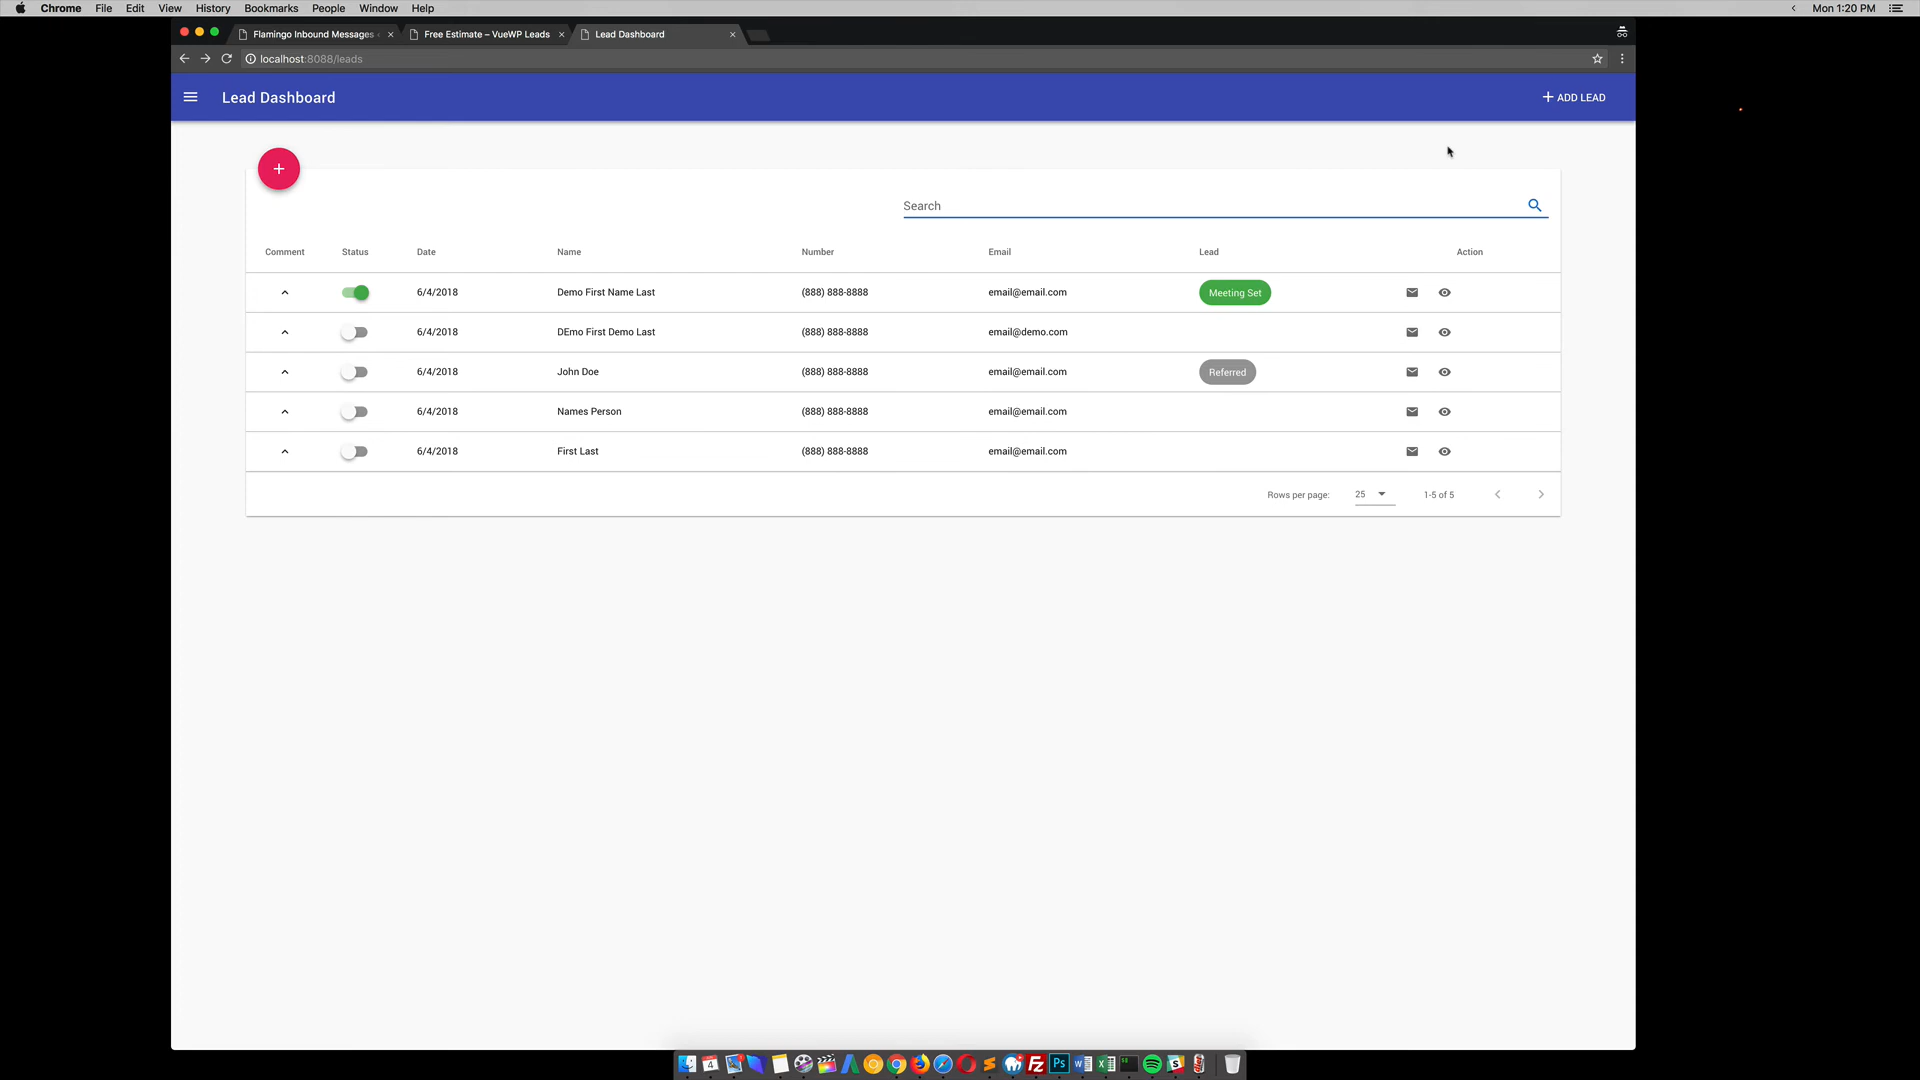 Chrome File Edit View History Bookmarks People Window Help Mon 1:20 PM
Flamingo Inbound Messages Free Estimate – VueWP Leads Lead Dashboard
localhost:8088/leads
Lead Dashboard ADD LEAD
Search
Comment Status Date Name Number Email Lead Action
6/4/2018 Demo First Name Last (888) 888-8888 email@email.com Meeting Set
6/4/2018 DEmo First Demo Last (888) 888-8888 email@demo.com
6/4/2018 John Doe (888) 888-8888 email@email.com Referred
6/4/2018 Names Person (888) 888-8888 email@email.com
6/4/2018 First Last (888) 888-8888 email@email.com
Rows per page: 25 1-5 of 5
4 Fz Ps